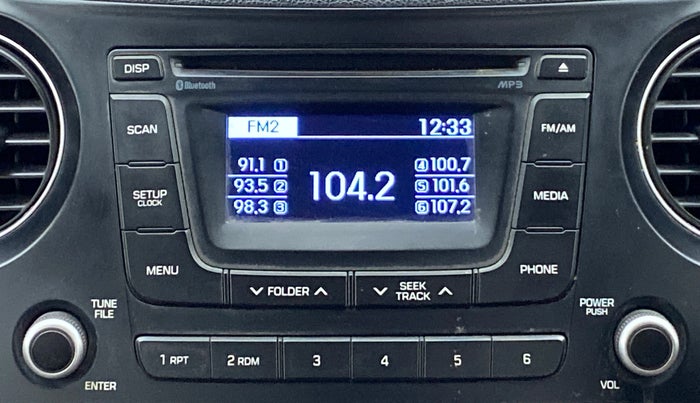 DISP
Bluetooth
MP3
SCAN
FM2 12:33
FM/AM
91.1 1
4 100.7
93.5 2
104.2
5 101.6
98.3 3
6 107.2
SETUP
CLOCK
MEDIA
MENU
FOLDER
SEEK
TRACK
PHONE
TUNE
FILE
ENTER
1 RPT
2 RDM
3
4
5
6
POWER
PUSH
VOL